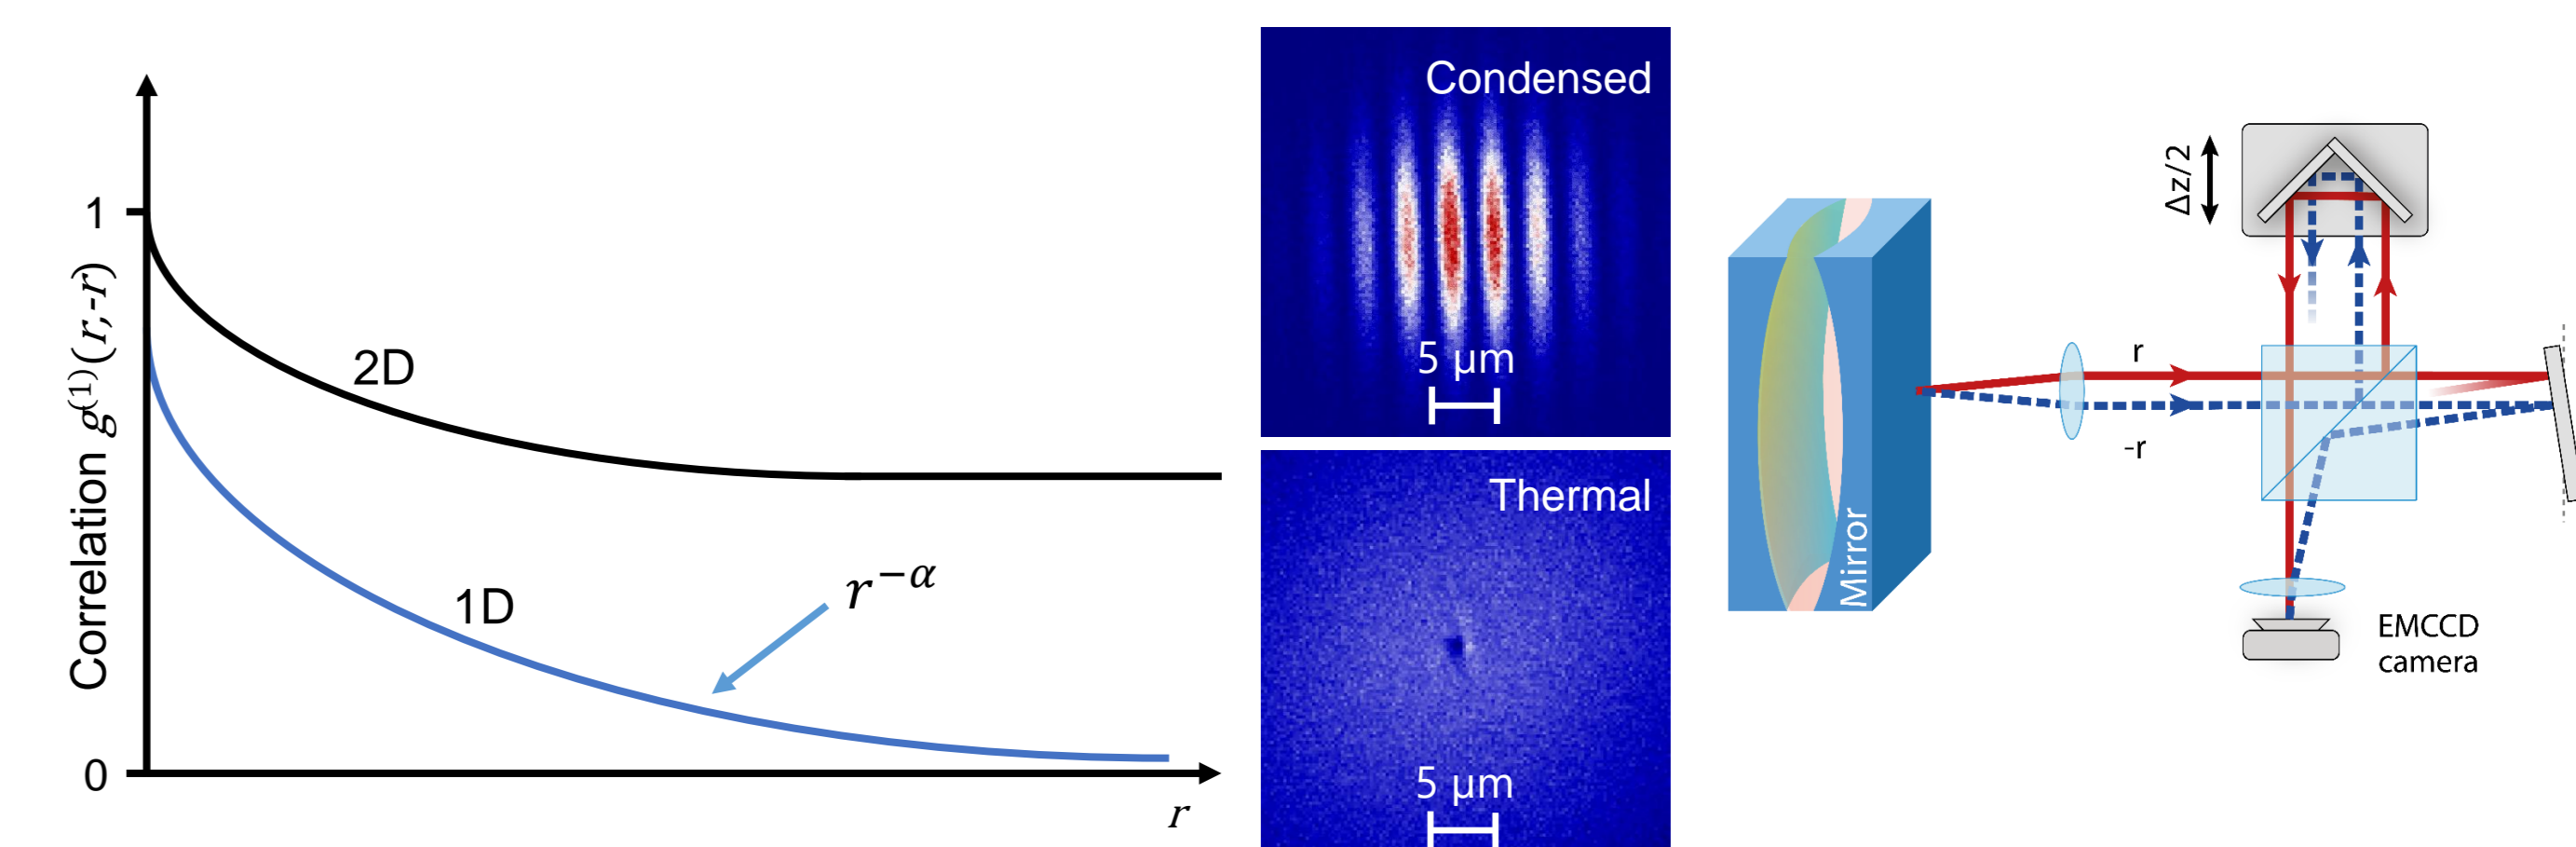 1
Correlation g⁽¹⁾(r,-r)
0
2D
1D
r⁻ᵅ
r
Condensed
5 µm
Thermal
5 µm
Mirror
r
-r
Δz/2
EMCCD
camera